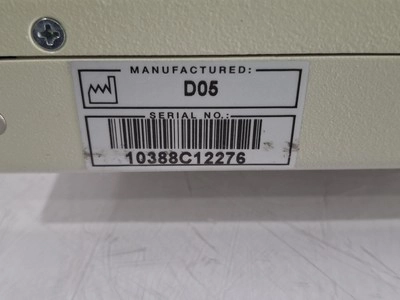 MANUFACTURED:
D05
SERIAL NO.:
10388C12276